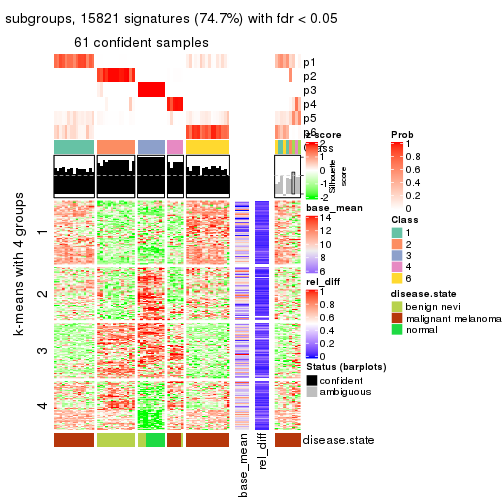 subgroups, 15821 signatures (74.7%) with fdr < 0.05
61 confident samples
p1
p2
p3
p4
p5
p6
Class
z-score
2
1
0
-1
-2
Silhouette
score
k-means with 4 groups
1
2
3
4
base_mean
14
12
10
8
6
rel_diff
1
0.8
0.6
0.4
0.2
0
Status (barplots)
confident
ambiguous
Prob
1
0.8
0.6
0.4
0.2
0
Class
1
2
3
4
6
disease.state
benign nevi
malignant melanoma
normal
disease.state
base_mean
rel_diff